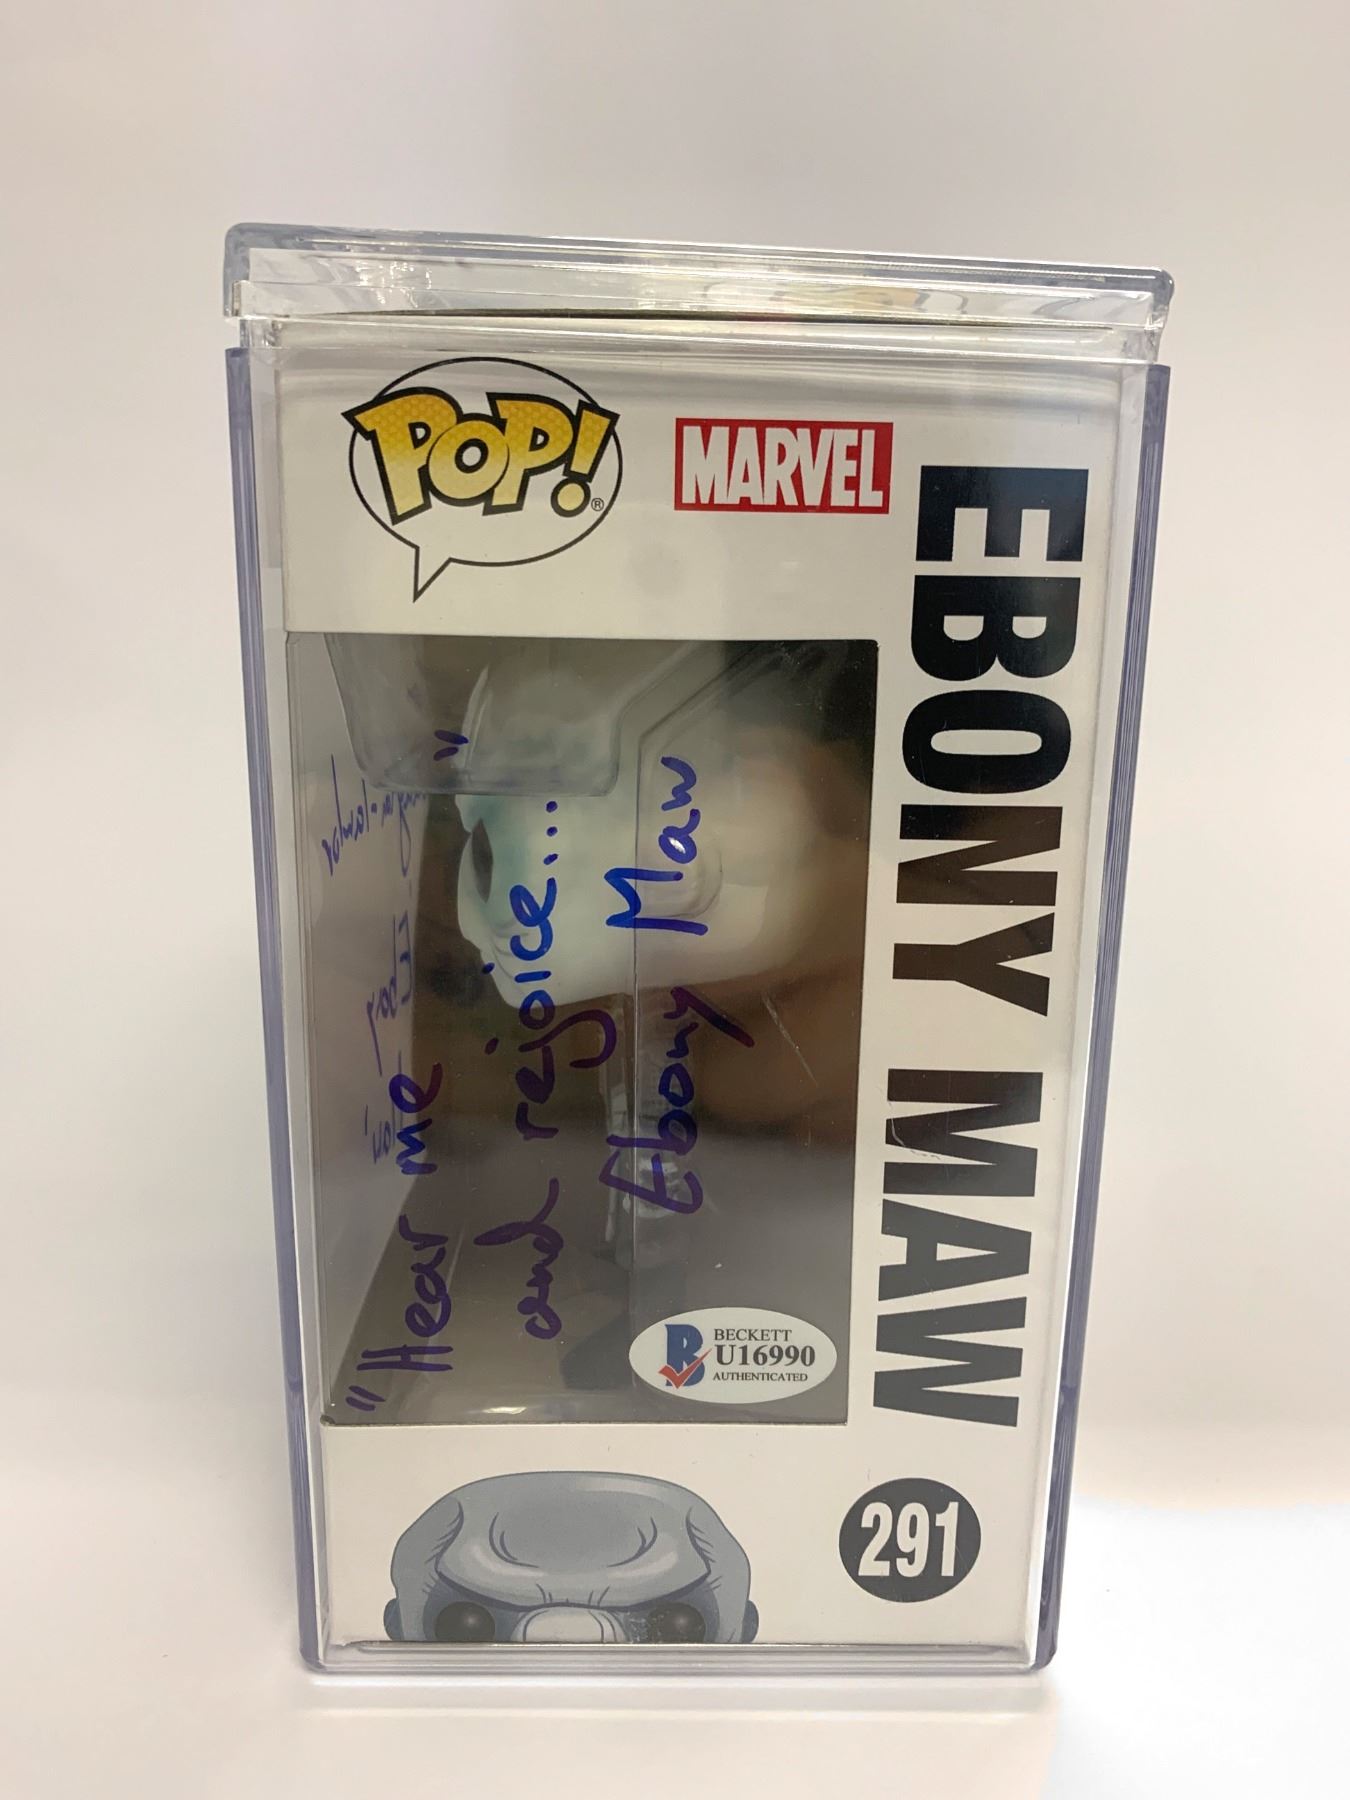 POP!
®
MARVEL
EBONY MAW
"Hear me
and rejoice..."
Ebony Maw
BECKETT
U16990
AUTHENTICATED
291